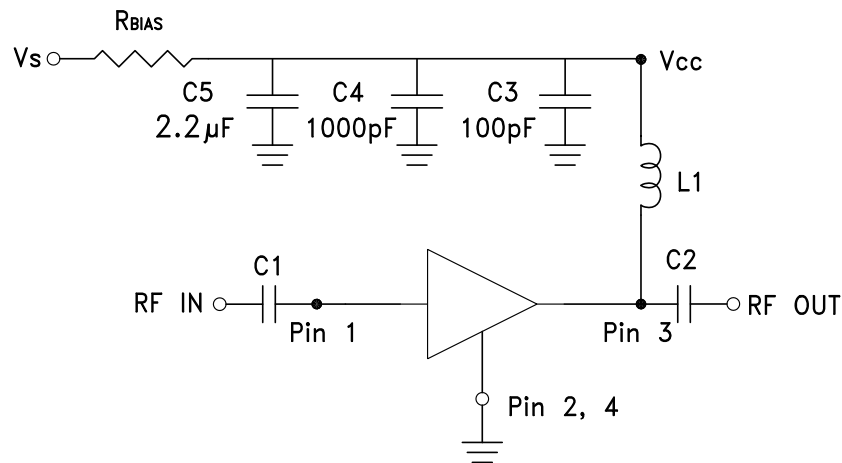 RBIAS
Vs
Vcc
C5
2.2µF
C4
1000pF
C3
100pF
L1
C1
C2
RF IN
RF OUT
Pin 1
Pin 3
Pin 2, 4